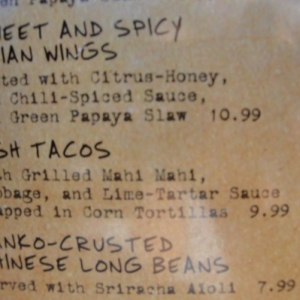 EET AND SPICY
IAN WINGS
ted with Citrus-Honey,
Chili-Spiced Sauce,
Green Papaya Slaw 10.99
SH TACOS
h Grilled Mahi Mahi,
bbage, and Lime-Tartar Sauce
apped in Corn Tortillas 9.99
NKO-CRUSTED
HINESE LONG BEANS
rved with Sriracha Aioli 7.99